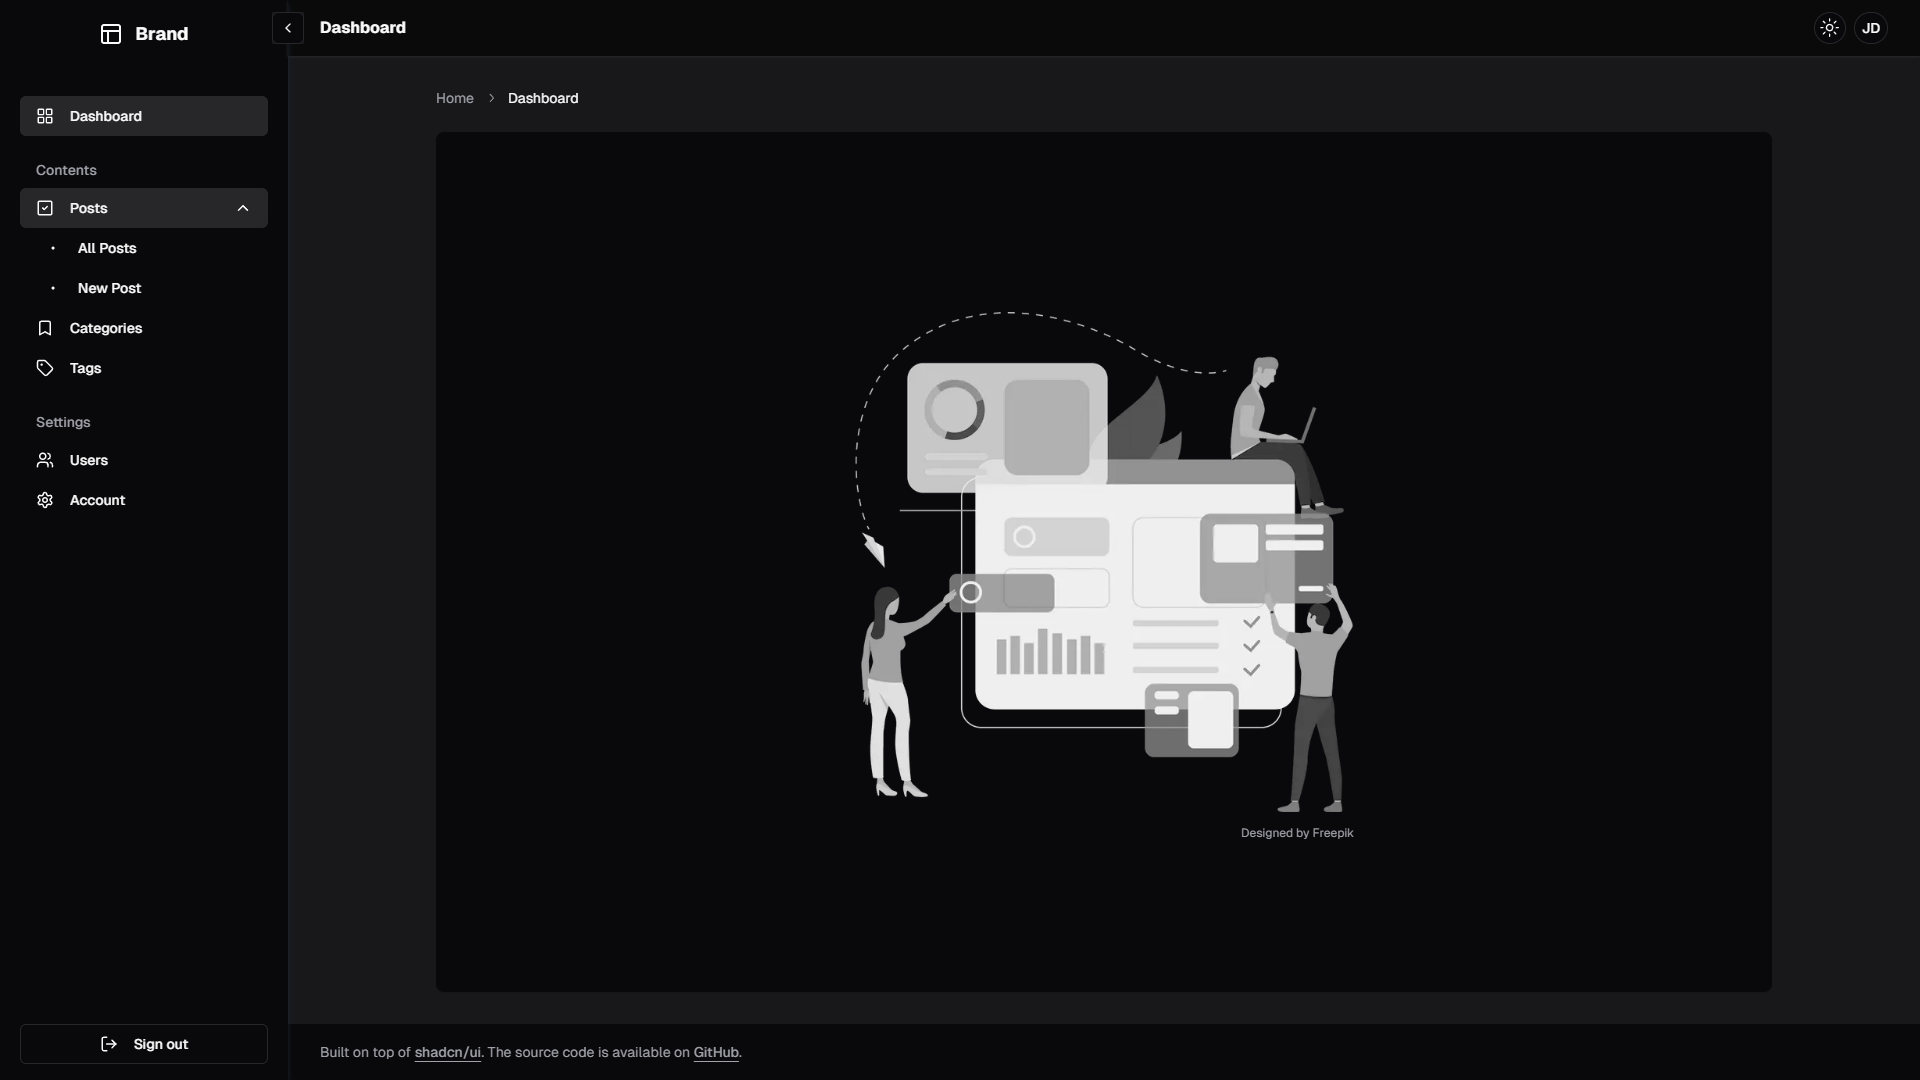 Brand
Dashboard
Contents
Posts
All Posts
New Post
Categories
Tags
Settings
Users
Account
Sign out
Dashboard
JD
Home
Dashboard
Designed by Freepik
Built on top of shadcn/ui. The source code is available on GitHub.